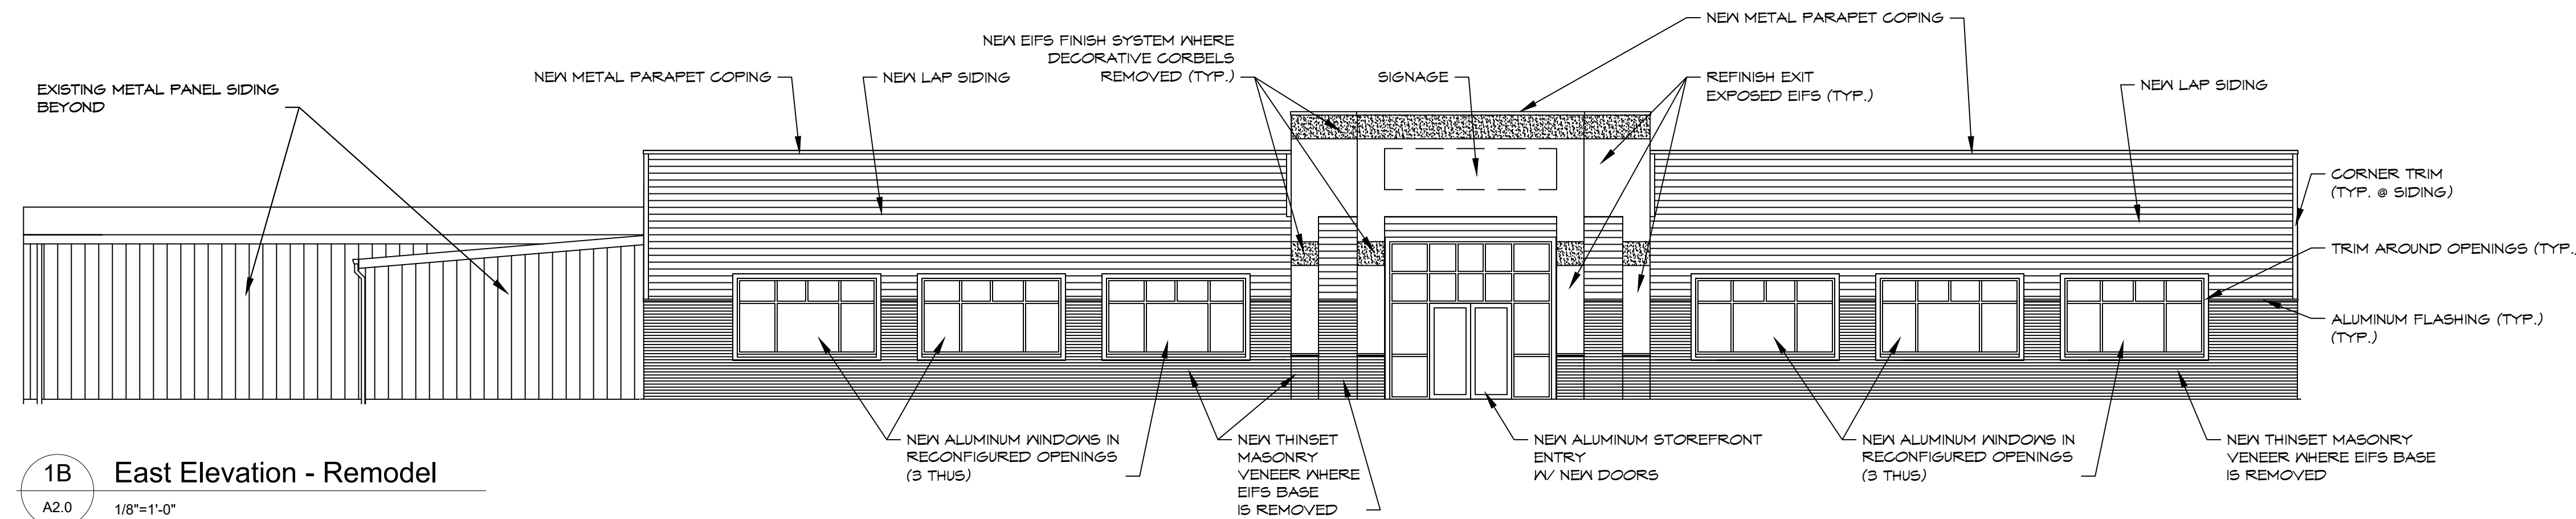 NEW METAL PARAPET COPING
NEW EIFS FINISH SYSTEM WHERE
DECORATIVE CORBELS
REMOVED (TYP.)
EXISTING METAL PANEL SIDING
BEYOND
NEW METAL PARAPET COPING
NEW LAP SIDING
SIGNAGE
REFINISH EXIT
EXPOSED EIFS (TYP.)
NEW LAP SIDING
CORNER TRIM
(TYP. @ SIDING)
TRIM AROUND OPENINGS (TYP.
ALUMINUM FLASHING (TYP.)
(TYP.)
NEW ALUMINUM WINDOWS IN
RECONFIGURED OPENINGS
(3 THUS)
NEW THINSET
MASONRY
VENEER WHERE
EIFS BASE
IS REMOVED
NEW ALUMINUM STOREFRONT
ENTRY
W/ NEW DOORS
NEW ALUMINUM WINDOWS IN
RECONFIGURED OPENINGS
(3 THUS)
NEW THINSET MASONRY
VENEER WHERE EIFS BASE
IS REMOVED
1B
East Elevation - Remodel
A2.0
1/8"=1'-0"